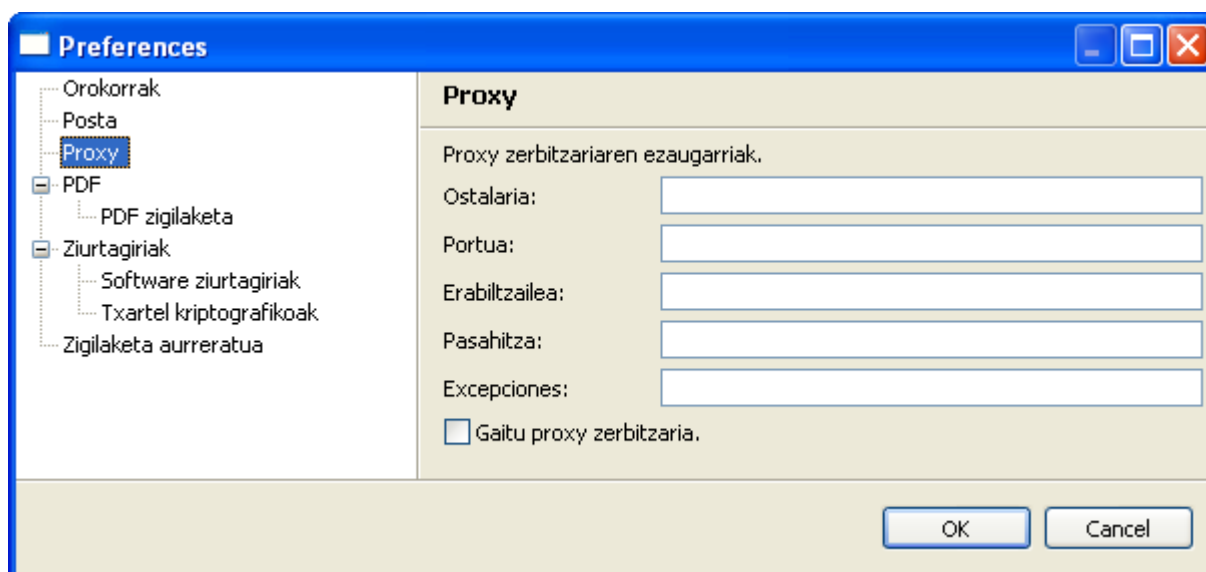 Preferences
Orokorrak
Posta
Proxy
PDF
PDF zigilaketa
Ziurtagiriak
Software ziurtagiriak
Txartel kriptografikoak
Zigilaketa aurreratua
Proxy
Proxy zerbitzariaren ezaugarriak.
Ostalaria:
Portua:
Erabiltzailea:
Pasahitza:
Excepciones:
Gaitu proxy zerbitzaria.
OK
Cancel